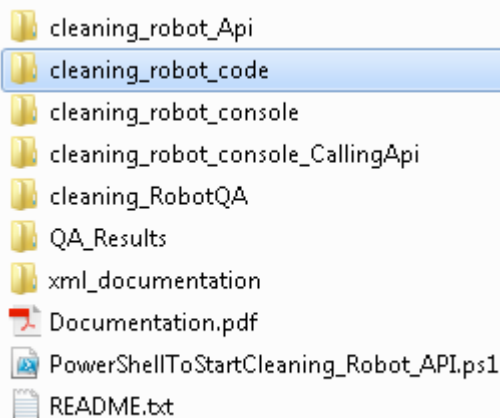 cleaning_robot_Api
cleaning_robot_code
cleaning_robot_console
cleaning_robot_console_CallingApi
cleaning_RobotQA
QA_Results
xml_documentation
Documentation.pdf
PowerShellToStartCleaning_Robot_API.ps1
README.txt